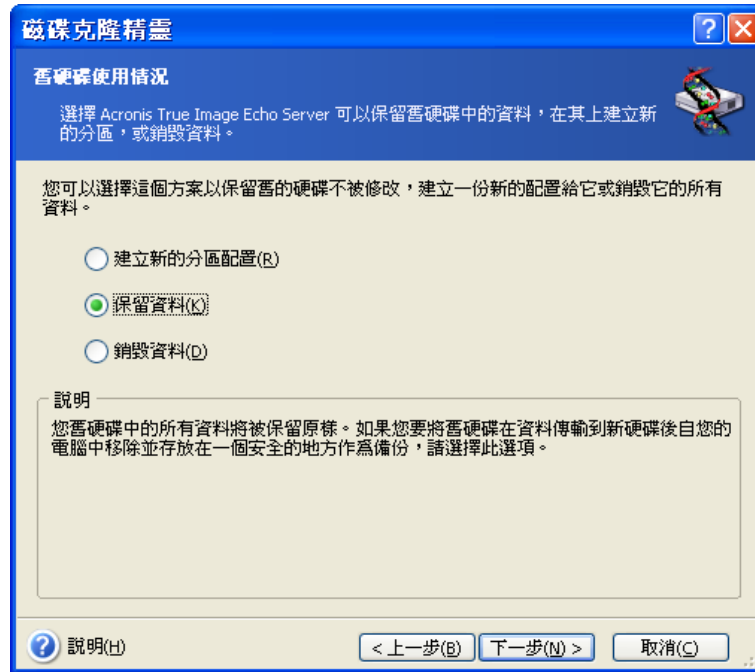 磁碟克隆精靈
舊硬碟使用情況
選擇 Acronis True Image Echo Server 可以保留舊硬碟中的資料，在其上建立新
的分區，或銷毀資料。
您可以選擇這個方案以保留舊的硬碟不被修改，建立一份新的配置給它或銷毀它的所有
資料。
建立新的分區配置(R)
保留資料(K)
銷毀資料(D)
說明
您舊硬碟中的所有資料將被保留原樣。如果您要將舊硬碟在資料傳輸到新硬碟後自您的
電腦中移除並存放在一個安全的地方作爲備份，請選擇此選項。
說明(H)
< 上一步(B)
下一步(N) >
取消(C)